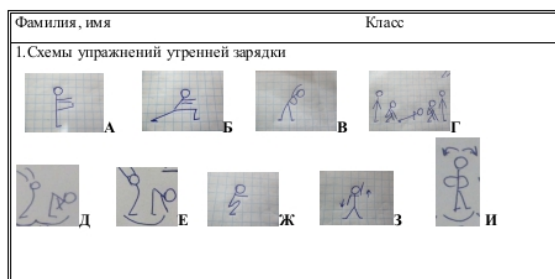 Фамилия, имя Класс
1.Схемы упражнений утренней зарядки
А Б В Г
Д Е Ж З И